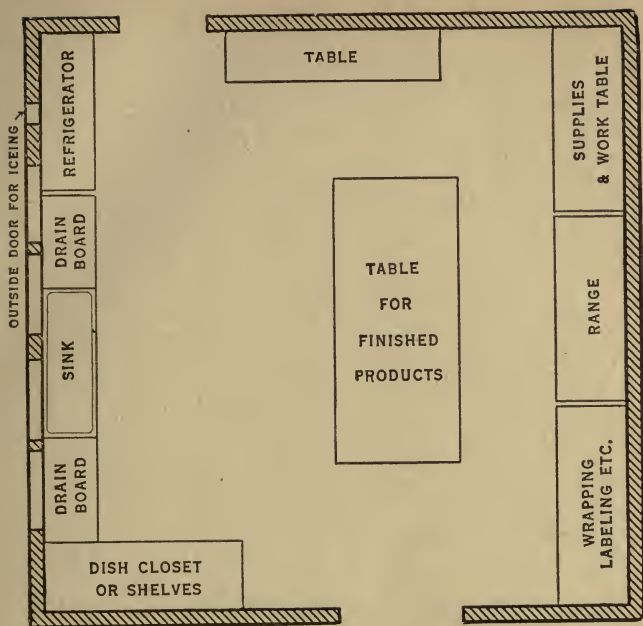 OUTSIDE DOOR FOR ICEING
REFRIGERATOR
DRAIN
BOARD
SINK
DRAIN
BOARD
DISH CLOSET
OR SHELVES
TABLE
TABLE
FOR
FINISHED
PRODUCTS
SUPPLIES
& WORK TABLE
RANGE
WRAPPING
LABELING ETC.